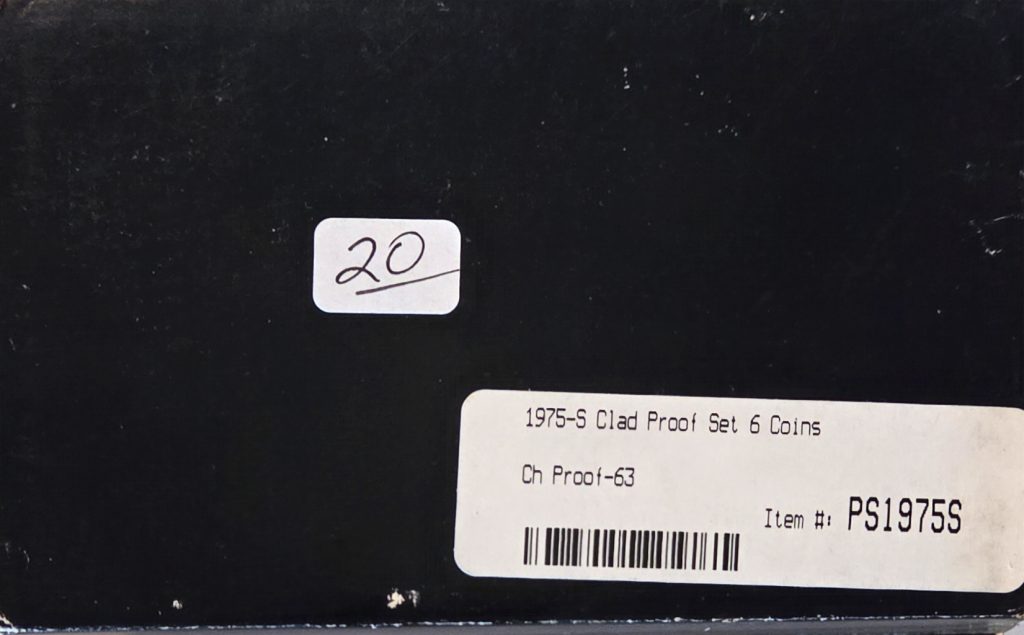 20
1975-S Clad Proof Set 6 Coins
Ch Proof-63
Item #: PS1975S